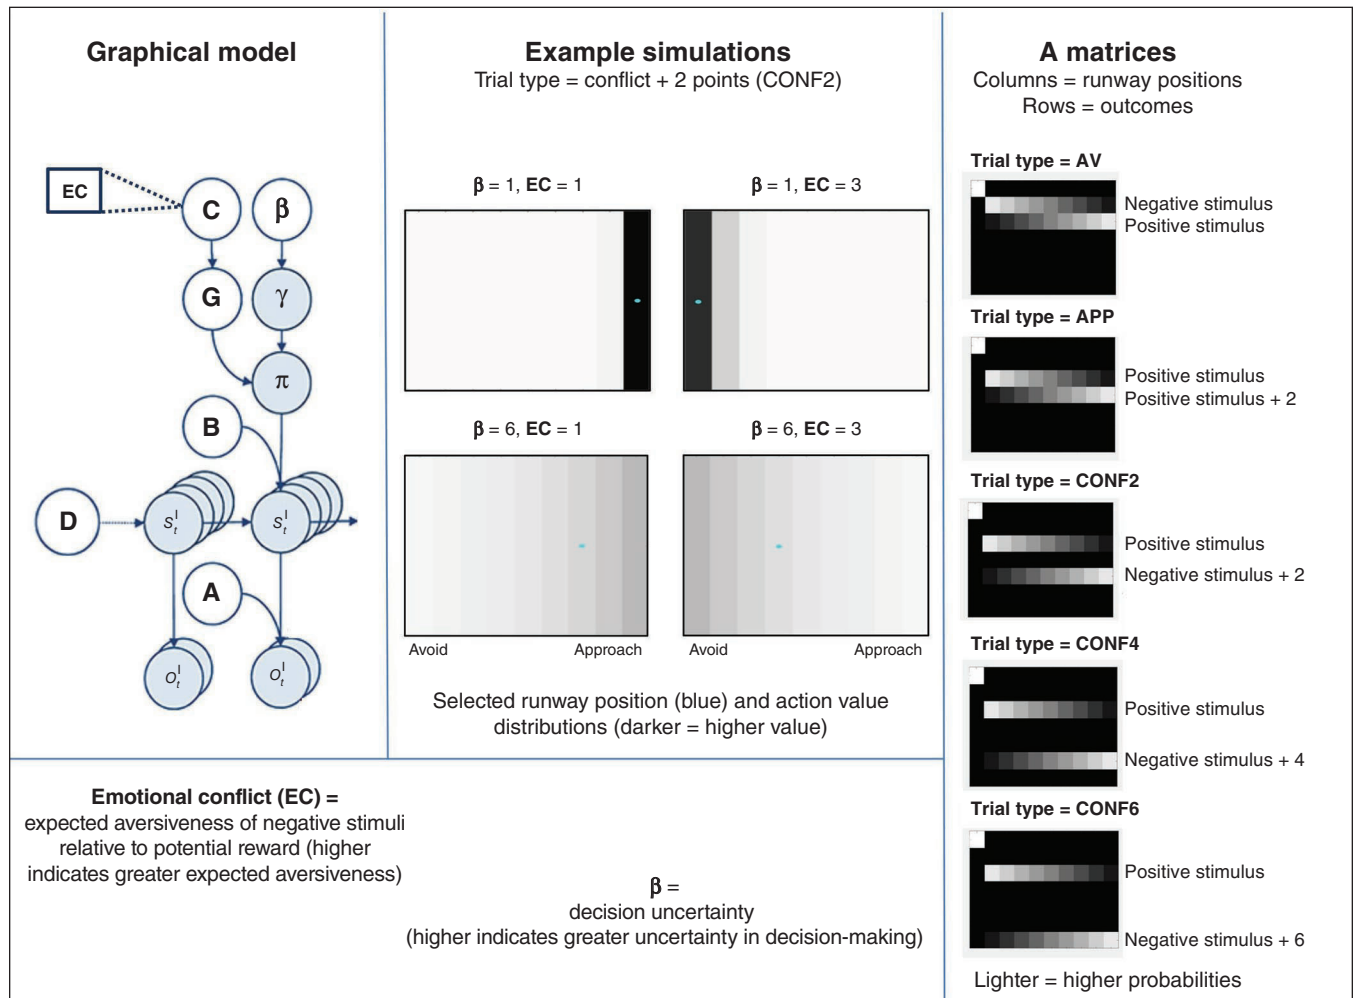 Graphical model
EC
C
β
G
γ
π
B
D
S_t^I
S_t^I
A
O_t^I
O_t^I
Example simulations
Trial type = conflict + 2 points (CONF2)
β = 1, EC = 1
β = 1, EC = 3
β = 6, EC = 1
β = 6, EC = 3
Avoid
Approach
Avoid
Approach
Selected runway position (blue) and action value
distributions (darker = higher value)
Emotional conflict (EC) =
expected aversiveness of negative stimuli
relative to potential reward (higher
indicates greater expected aversiveness)
β =
decision uncertainty
(higher indicates greater uncertainty in decision-making)
A matrices
Columns = runway positions
Rows = outcomes
Trial type = AV
Negative stimulus
Positive stimulus
Trial type = APP
Positive stimulus
Positive stimulus + 2
Trial type = CONF2
Positive stimulus
Negative stimulus + 2
Trial type = CONF4
Positive stimulus
Negative stimulus + 4
Trial type = CONF6
Positive stimulus
Negative stimulus + 6
Lighter = higher probabilities